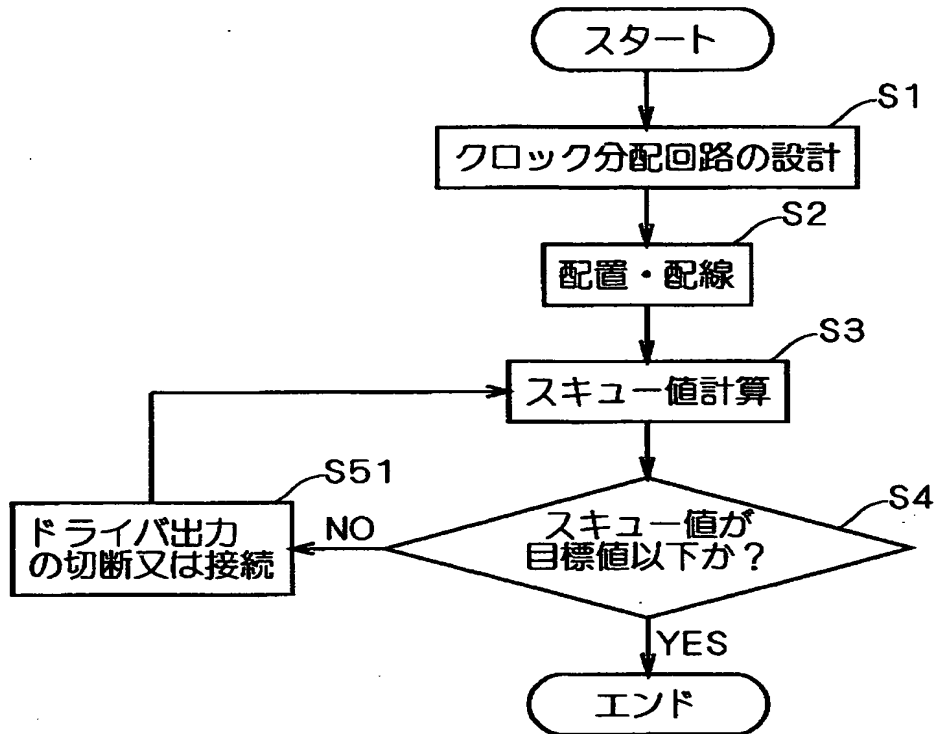 スタート
S1
クロック分配回路の設計
S2
配置・配線
S3
スキュー値計算
S4
スキュー値が
目標値以下か?
NO
S51
ドライバ出力
の切断又は接続
YES
エンド